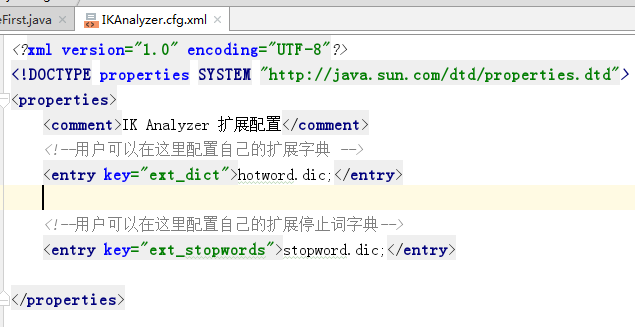 eFirst.java
IKAnalyzer.cfg.xml
<?xml version="1.0" encoding="UTF-8"?>
<!DOCTYPE properties SYSTEM "http://java.sun.com/dtd/properties.dtd">
<properties>
<comment>IK Analyzer 扩展配置</comment>
<!--用户可以在这里配置自己的扩展字典 -->
<entry key="ext_dict">hotword.dic;</entry>
<!--用户可以在这里配置自己的扩展停止词字典-->
<entry key="ext_stopwords">stopword.dic;</entry>
</properties>